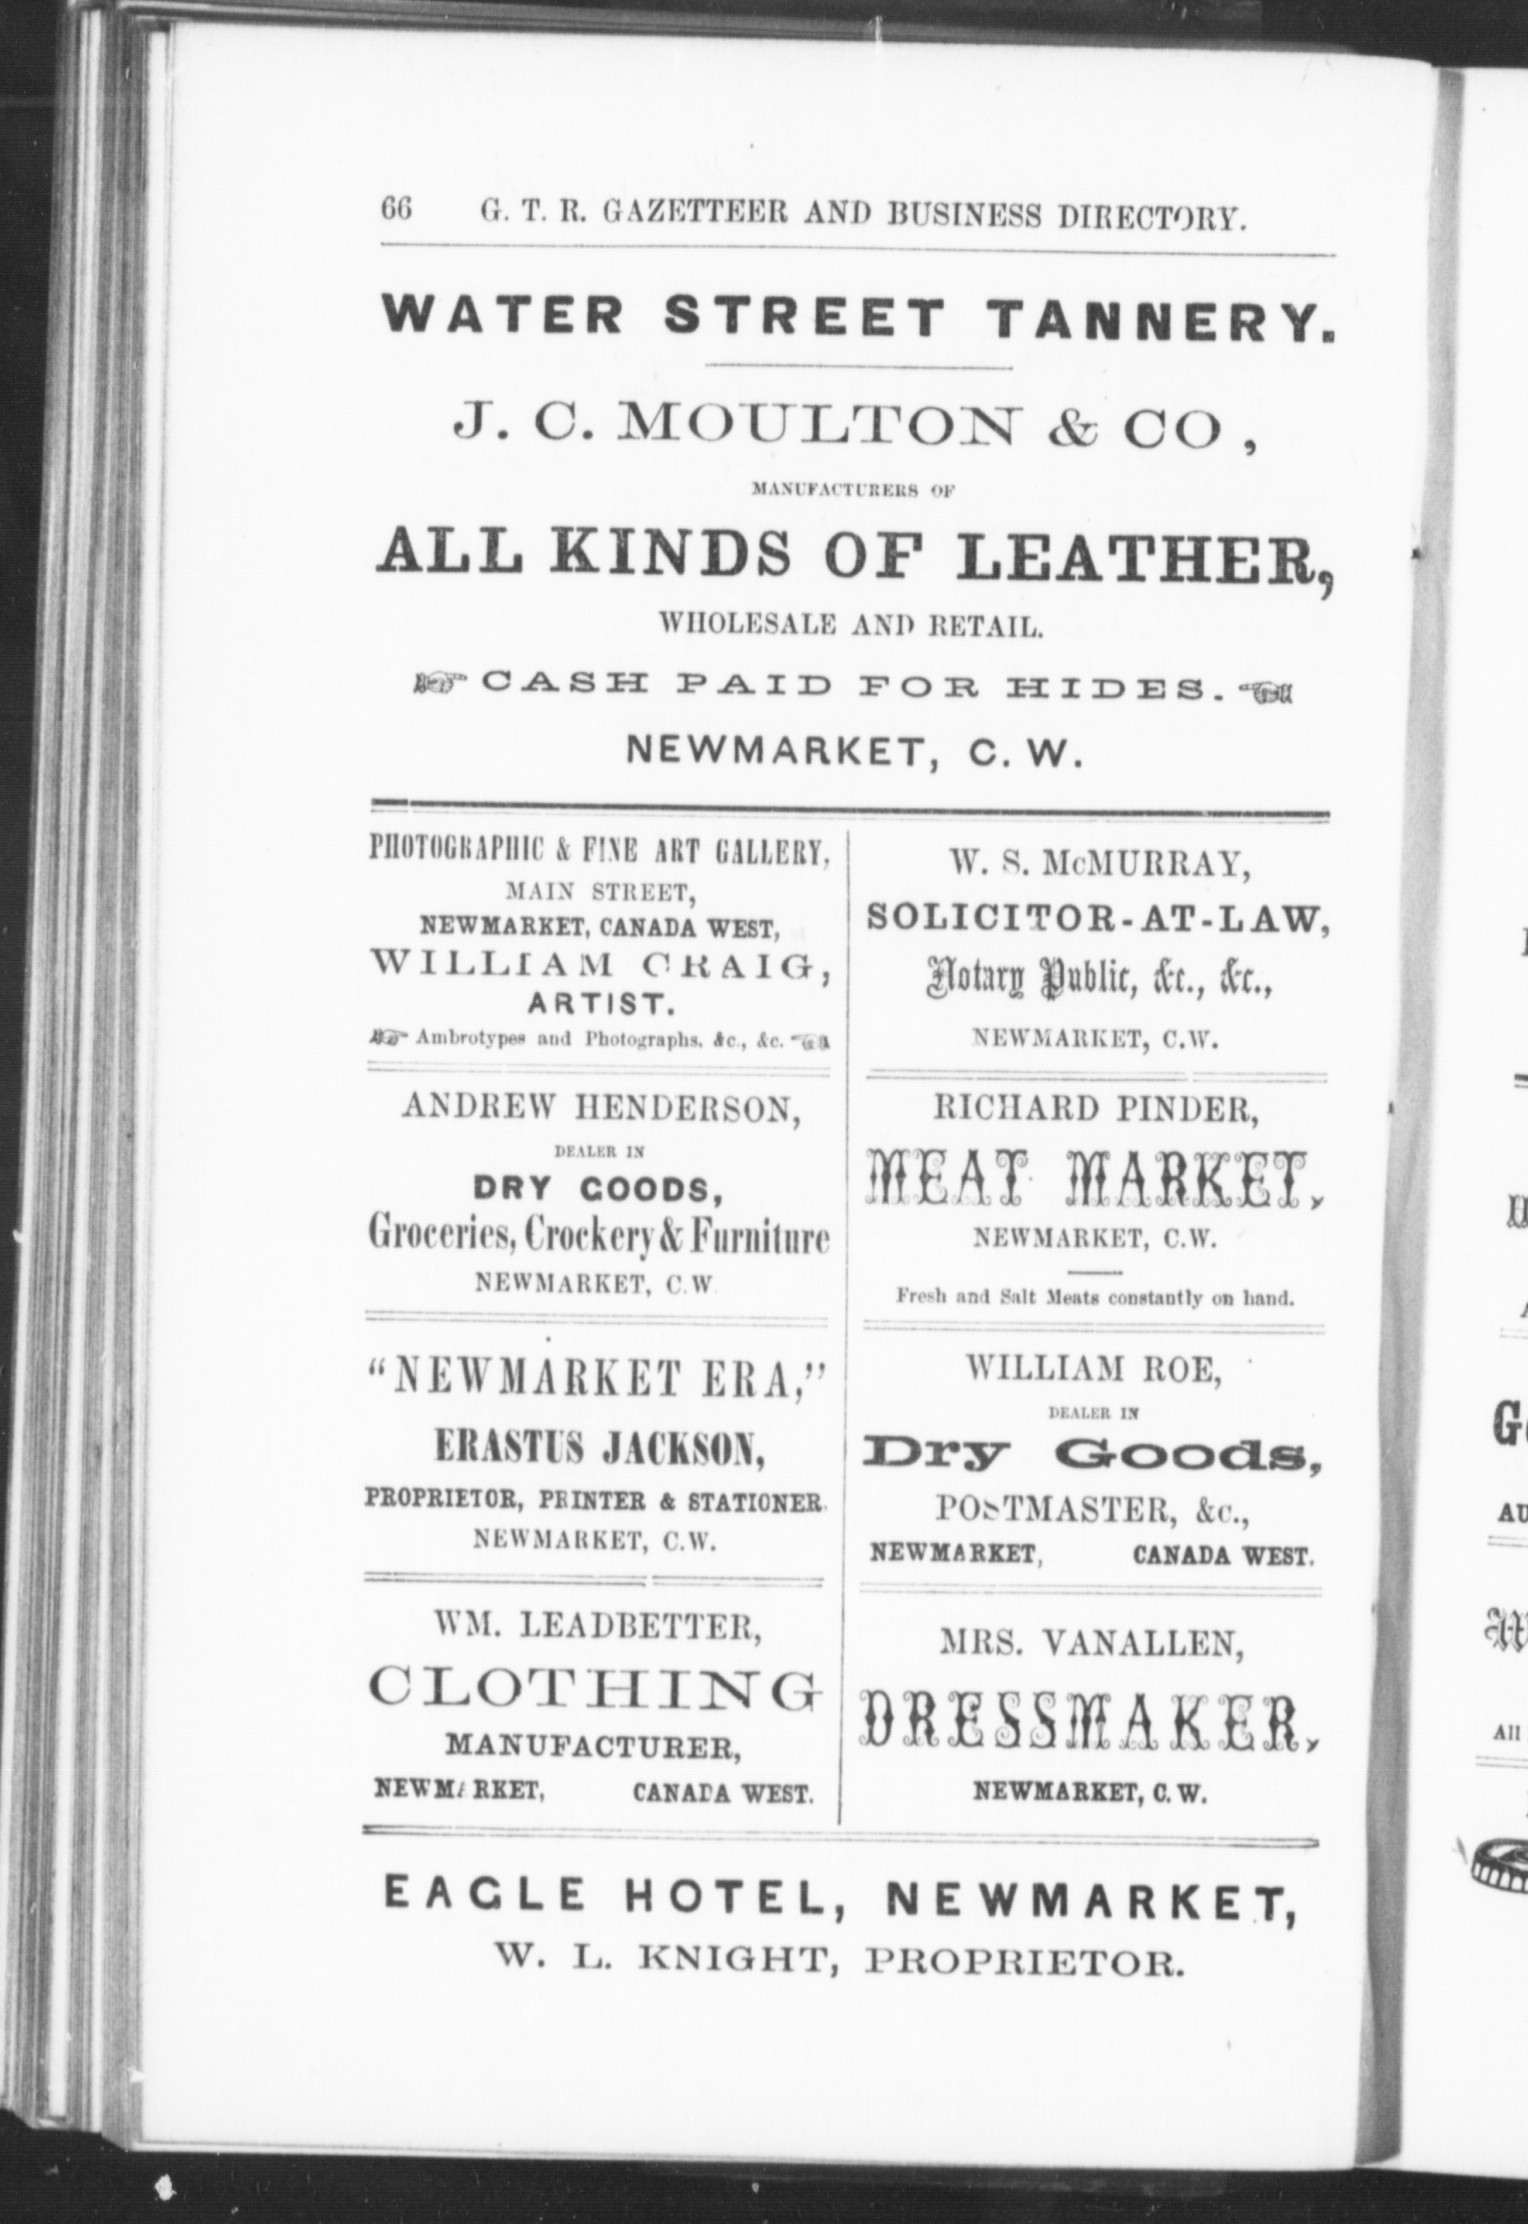 66 G. T. R. GAZETTEER AND BUSINESS DIRECTORY.
WATER STREET TANNERY.
J. C. MOULTON & CO,
MANUFACTURERS OF
ALL KINDS OF LEATHER,
WHOLESALE AND RETAIL.
CASH PAID FOR HIDES.
NEWMARKET, C. W.
PHOTOGRAPHIC & FINE ART GALLERY,
MAIN STREET,
NEWMARKET, CANADA WEST,
WILLIAM CRAIG,
ARTIST.
Ambrotypes and Photographs, &c., &c.
ANDREW HENDERSON,
DEALER IN
DRY GOODS,
Groceries, Crockery & Furniture
NEWMARKET, C.W.
"NEWMARKET ERA,"
ERASTUS JACKSON,
PROPRIETOR, PRINTER & STATIONER.
NEWMARKET, C.W.
WM. LEADBETTER,
CLOTHING
MANUFACTURER,
NEWMARKET, CANADA WEST.
W. S. McMURRAY,
SOLICITOR-AT-LAW,
Notary Public, &c., &c.,
NEWMARKET, C.W.
RICHARD PINDER,
MEAT MARKET,
NEWMARKET, C.W.
Fresh and Salt Meats constantly on hand.
WILLIAM ROE,
DEALER IN
Dry Goods,
POSTMASTER, &c.,
NEWMARKET, CANADA WEST.
MRS. VANALLEN,
DRESSMAKER,
NEWMARKET, C. W.
EAGLE HOTEL, NEWMARKET,
W. L. KNIGHT, PROPRIETOR.
All